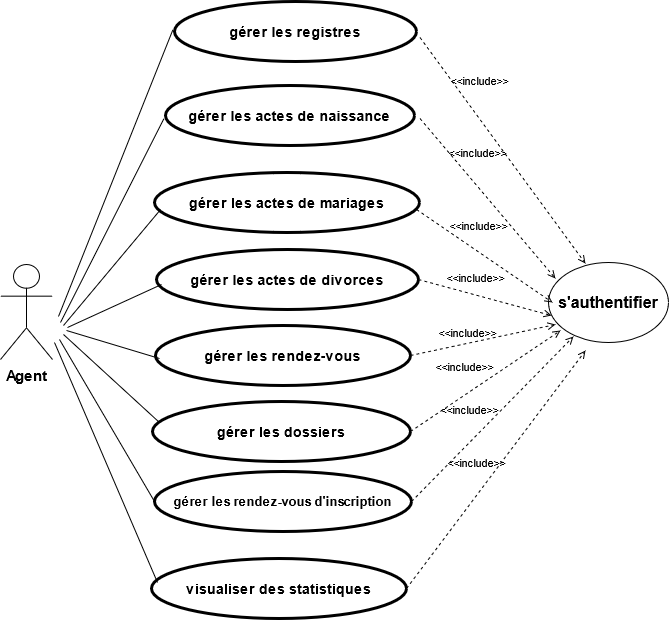 gérer les registres
<<include>>
gérer les actes de naissance
<<include>>
gérer les actes de mariages
<<include>>
gérer les actes de divorces
<<include>>
s'authentifier
gérer les rendez-vous
<<include>>
Agent
<<include>>
gérer les dossiers
<<include>>
gérer les rendez-vous d'inscription
<<include>>
visualiser des statistiques